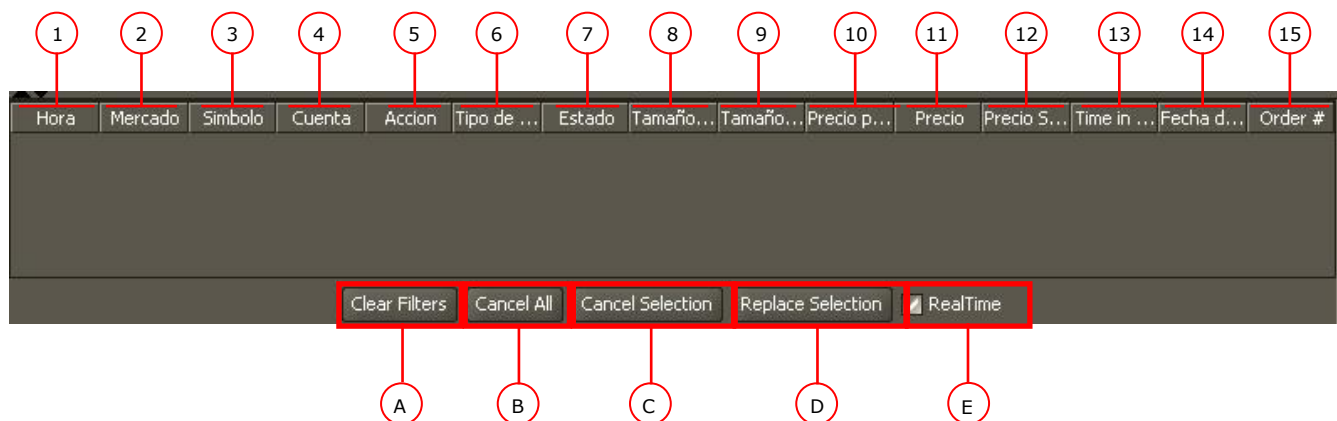 1 2 3 4 5 6 7 8 9 10 11 12 13 14 15
Hora Mercado Simbolo Cuenta Accion Tipo de ... Estado Tamaño... Tamaño... Precio p... Precio Precio S... Time in ... Fecha d... Order #
Clear Filters Cancel All Cancel Selection Replace Selection RealTime
A B C D E